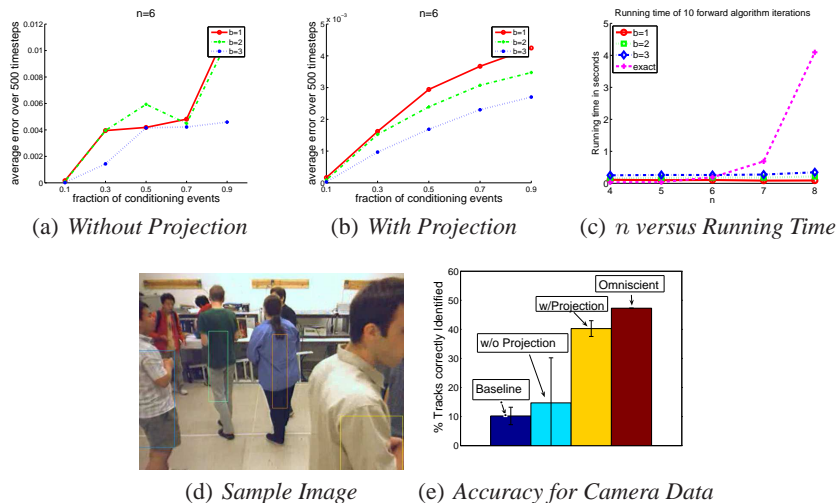 n=6
average error over 500 timesteps
0.012
0.01
0.008
0.006
0.004
0.002
0
b=1
b=2
b=3
0.1 0.3 0.5 0.7 0.9
fraction of conditioning events
(a) Without Projection
n=6
average error over 500 timesteps
x 10⁻³
5
4
3
2
1
0
b=1
b=2
b=3
0.1 0.3 0.5 0.7 0.9
fraction of conditioning events
(b) With Projection
Running time of 10 forward algorithm iterations
Running time in seconds
5
4
3
2
1
0
b=1
b=2
b=3
exact
4 5 6 7 8
n
(c) n versus Running Time
(d) Sample Image
% Tracks correctly Identified
60
50
40
30
20
10
0
Omniscient
w/Projection
w/o Projection
Baseline
(e) Accuracy for Camera Data